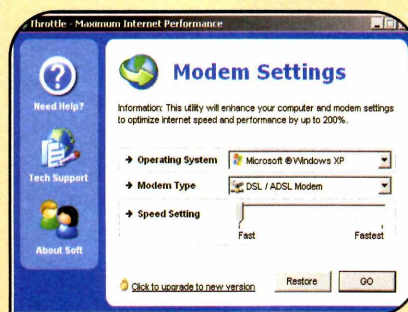 Throttle - Maximum Internet Performance
Need Help?
Tech Support
About Soft
Modem Settings
Information: This utility will enhance your computer and modem settings
to optimize internet speed and performance by up to 200%.
→ Operating System
Microsoft ® Windows XP
→ Modem Type
DSL / ADSL Modem
→ Speed Setting
Fast
Fastest
Click to upgrade to new version
Restore
GO